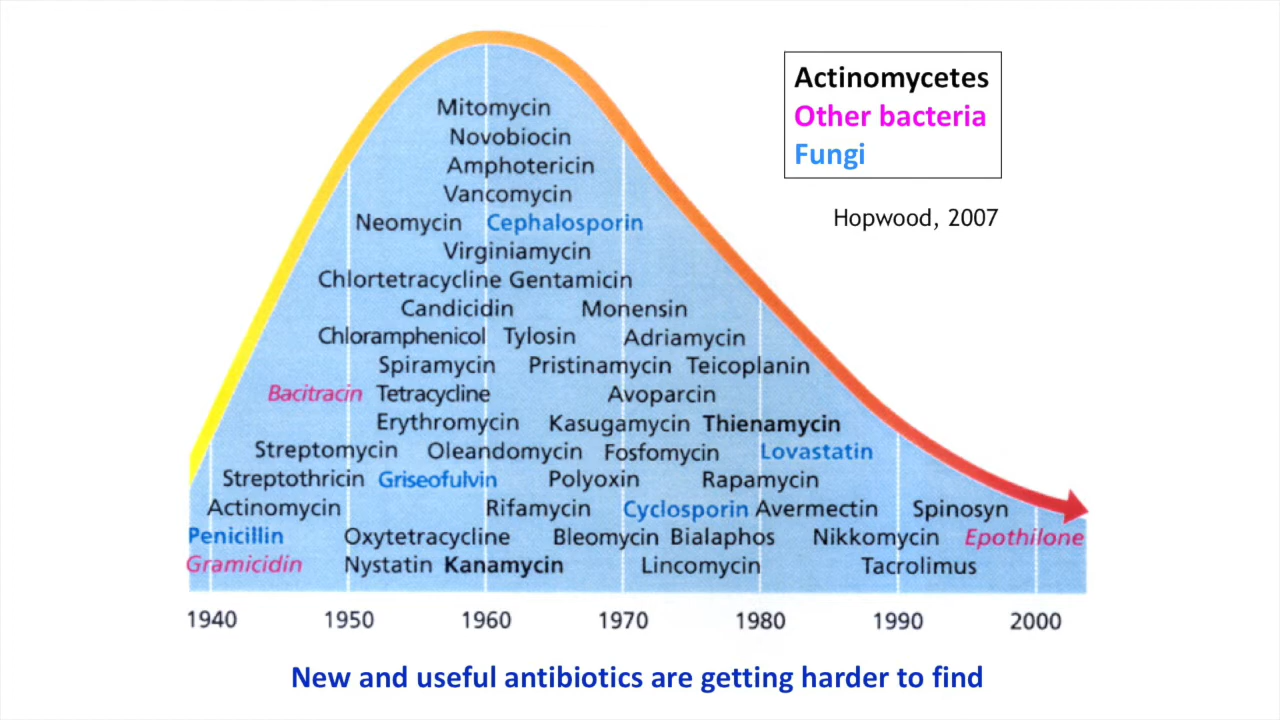 Actinomycetes
Other bacteria
Fungi
Hopwood, 2007
Mitomycin
Novobiocin
Amphotericin
Vancomycin
Neomycin Cephalosporin
Virginiamycin
Chlortetracycline Gentamicin
Candicidin Monensin
Chloramphenicol Tylosin Adriamycin
Spiramycin Pristinamycin Teicoplanin
Bacitracin Tetracycline Avoparcin
Erythromycin Kasugamycin Thienamycin
Streptomycin Oleandomycin Fosfomycin Lovastatin
Streptothricin Griseofulvin Polyoxin Rapamycin
Actinomycin Rifamycin Cyclosporin Avermectin Spinosyn
Penicillin Oxytetracycline Bleomycin Bialaphos Nikkomycin Epothilone
Gramicidin Nystatin Kanamycin Lincomycin Tacrolimus
1940 1950 1960 1970 1980 1990 2000
New and useful antibiotics are getting harder to find